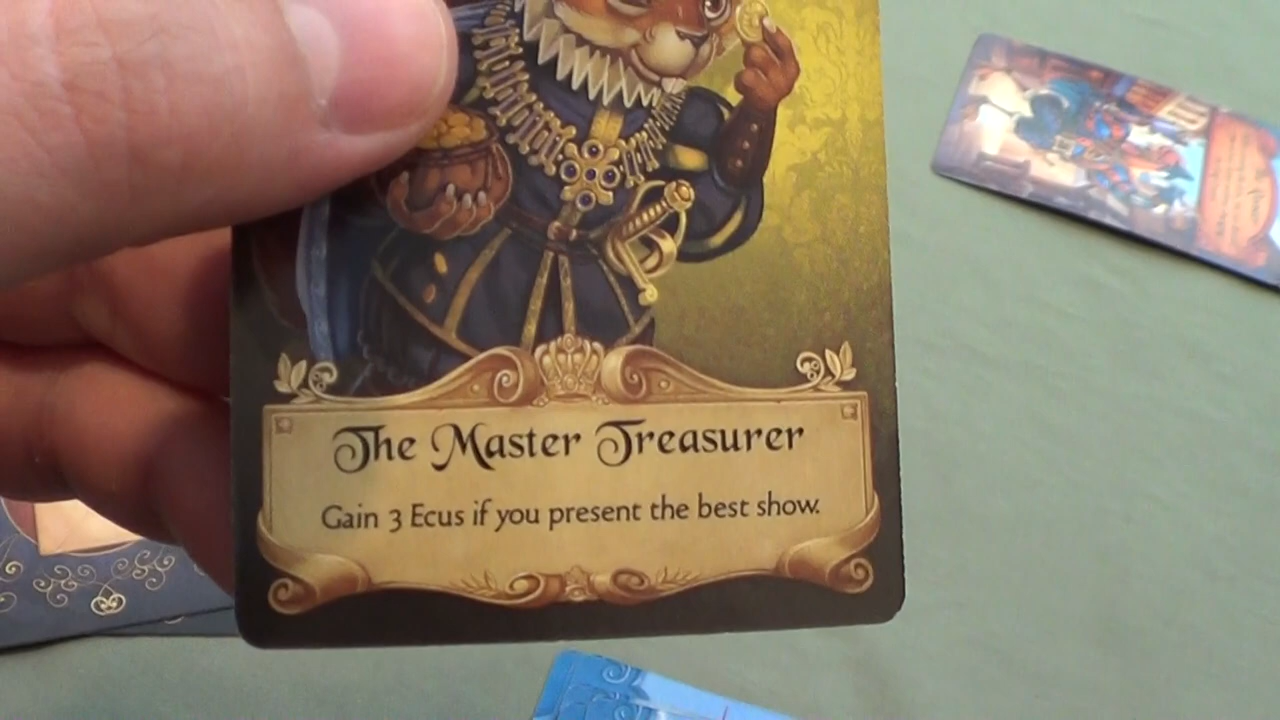 The Master Treasurer
Gain 3 Ecus if you present the best show.